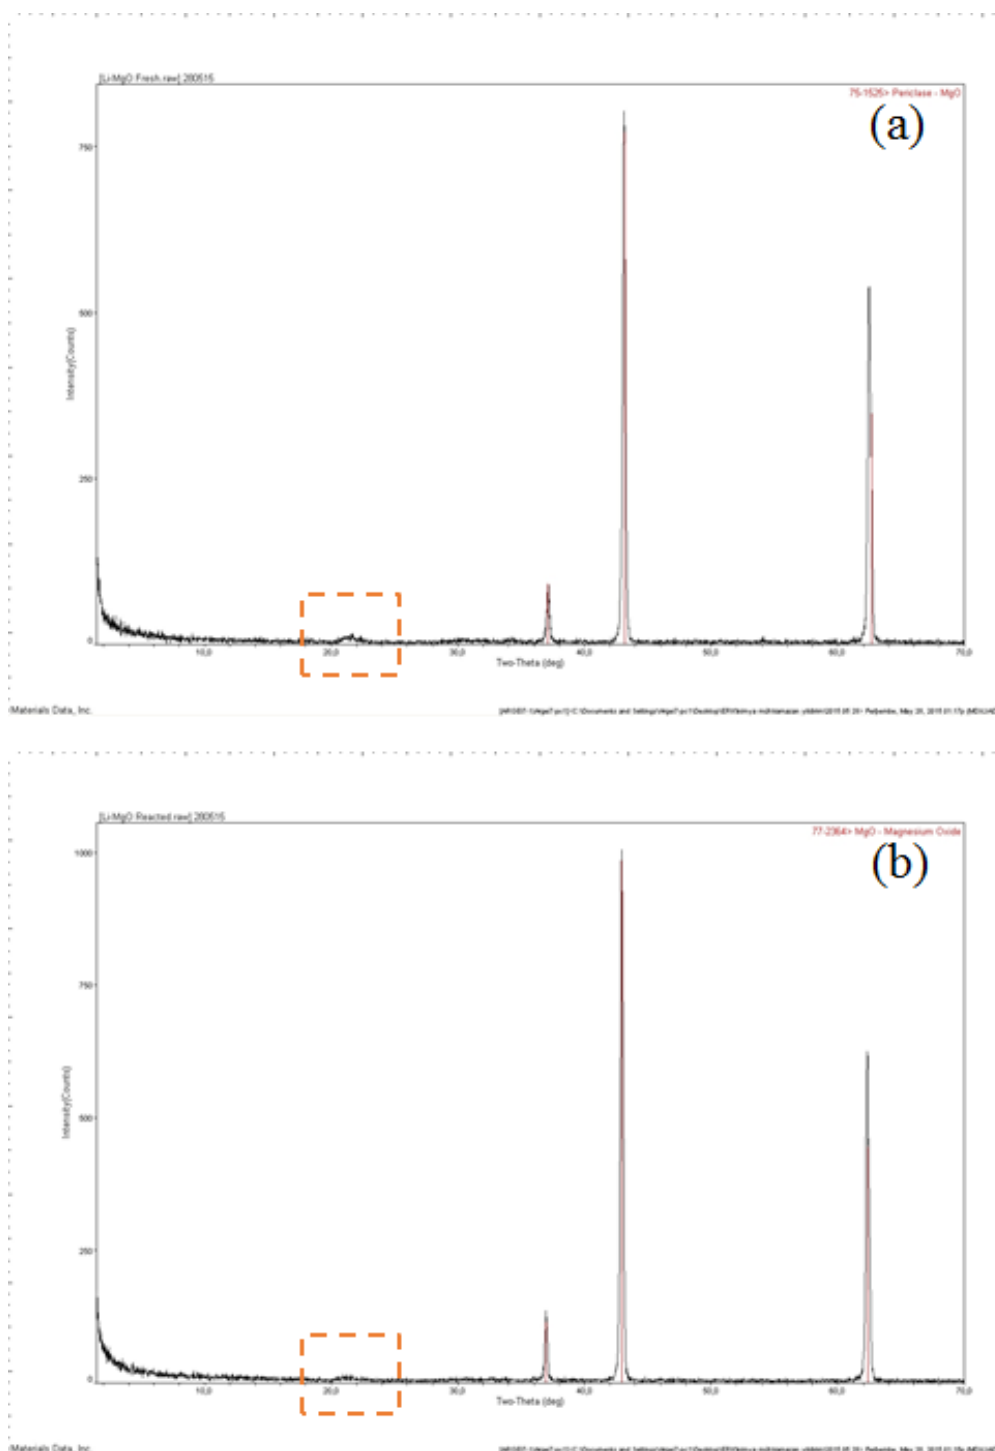 [Li-MgO Fresh.raw] 280515
75-1525> Periclase - MgO
(a)
750
500
250
0
Intensity(Counts)
10,0 20,0 30,0 40,0 50,0 60,0 70,0
Two-Theta (deg)
Materials Data, Inc.
[Li-MgO Reacted.raw] 280515
77-2364> MgO - Magnesium Oxide
(b)
1000
750
500
250
0
Intensity(Counts)
10,0 20,0 30,0 40,0 50,0 60,0 70,0
Two-Theta (deg)
Materials Data, Inc.